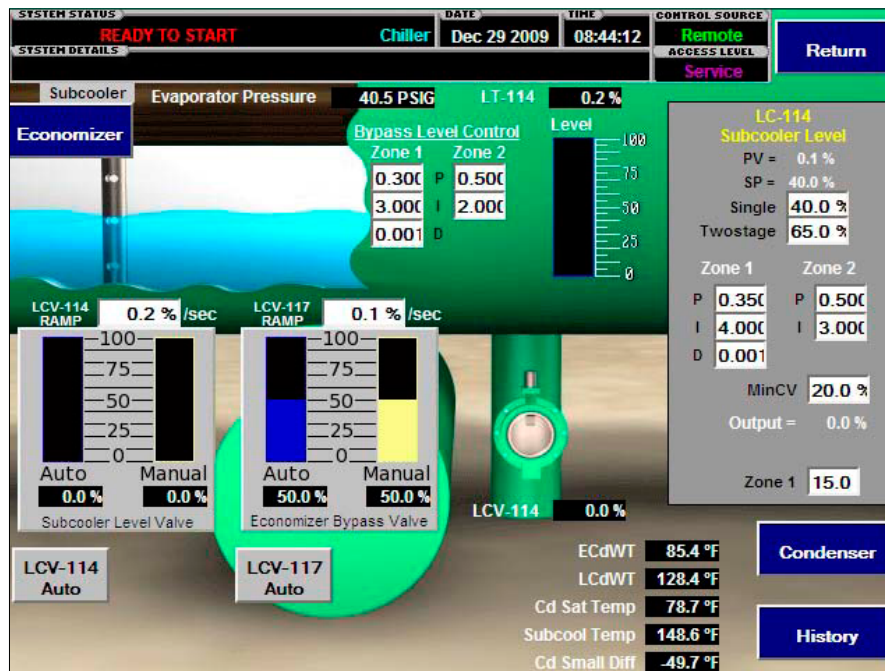 SYSTEM STATUS
READY TO START Chiller
DATE
Dec 29 2009
TIME
08:44:12
CONTROL SOURCE
Remote
SYSTEM DETAILS
ACCESS LEVEL
Service
Return
Subcooler
Economizer
Evaporator Pressure 40.5 PSIG
LT-114 0.2 %
Bypass Level Control
Zone 1 Zone 2
0.300 P 0.500
3.000 I 2.000
0.001 D
Level
100
75
50
25
0
LC-114
Subcooler Level
PV = 0.1 %
SP = 40.0 %
Single 40.0 %
Twostage 65.0 %
Zone 1 Zone 2
P 0.350 P 0.500
I 4.000 I 3.000
D 0.001
MinCV 20.0 %
Output = 0.0 %
Zone 1 15.0
LCV-114 RAMP 0.2 % /sec
100
75
50
25
0
Auto Manual
0.0 % 0.0 %
Subcooler Level Valve
LCV-117 RAMP 0.1 % /sec
100
75
50
25
0
Auto Manual
50.0 % 50.0 %
Economizer Bypass Valve
LCV-114 0.0 %
LCV-114
Auto
LCV-117
Auto
ECdWT 85.4 °F
LCdWT 128.4 °F
Cd Sat Temp 78.7 °F
Subcool Temp 148.6 °F
Cd Small Diff -49.7 °F
Condenser
History